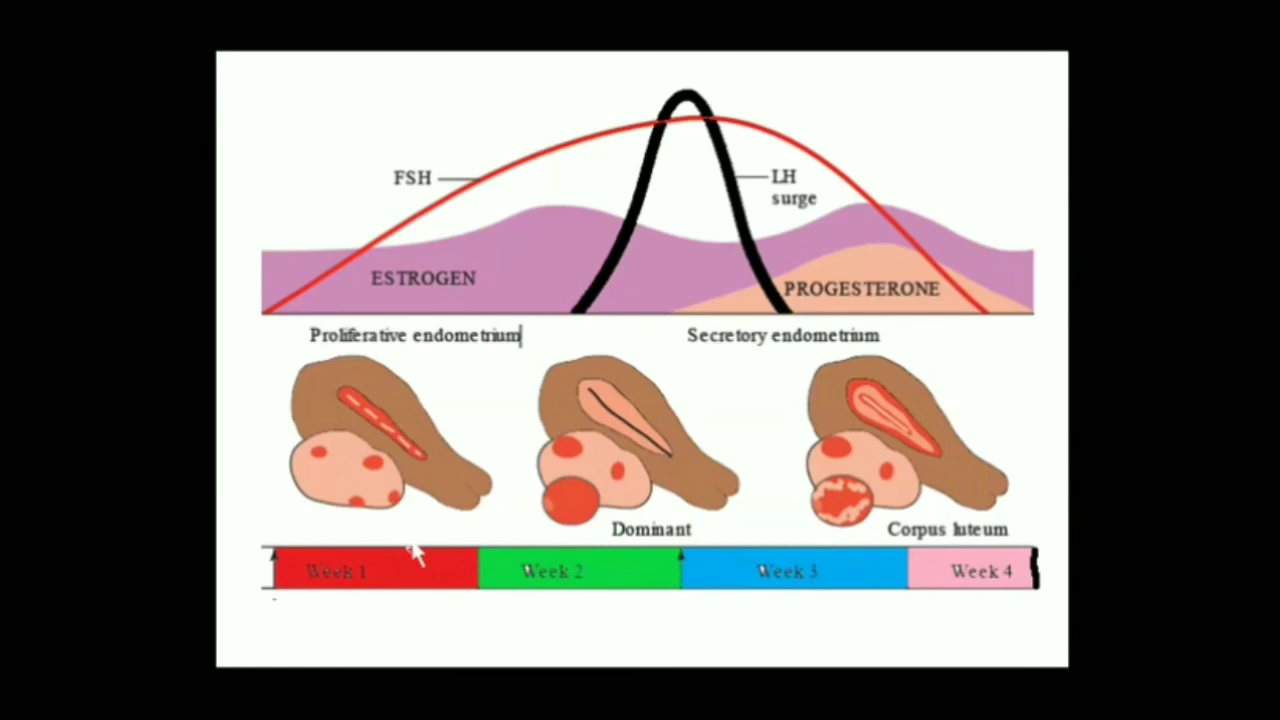 FSH
LH
surge
ESTROGEN
PROGESTERONE
Proliferative endometrium
Secretory endometrium
Dominant
Corpus luteum
Week 1
Week 2
Week 3
Week 4